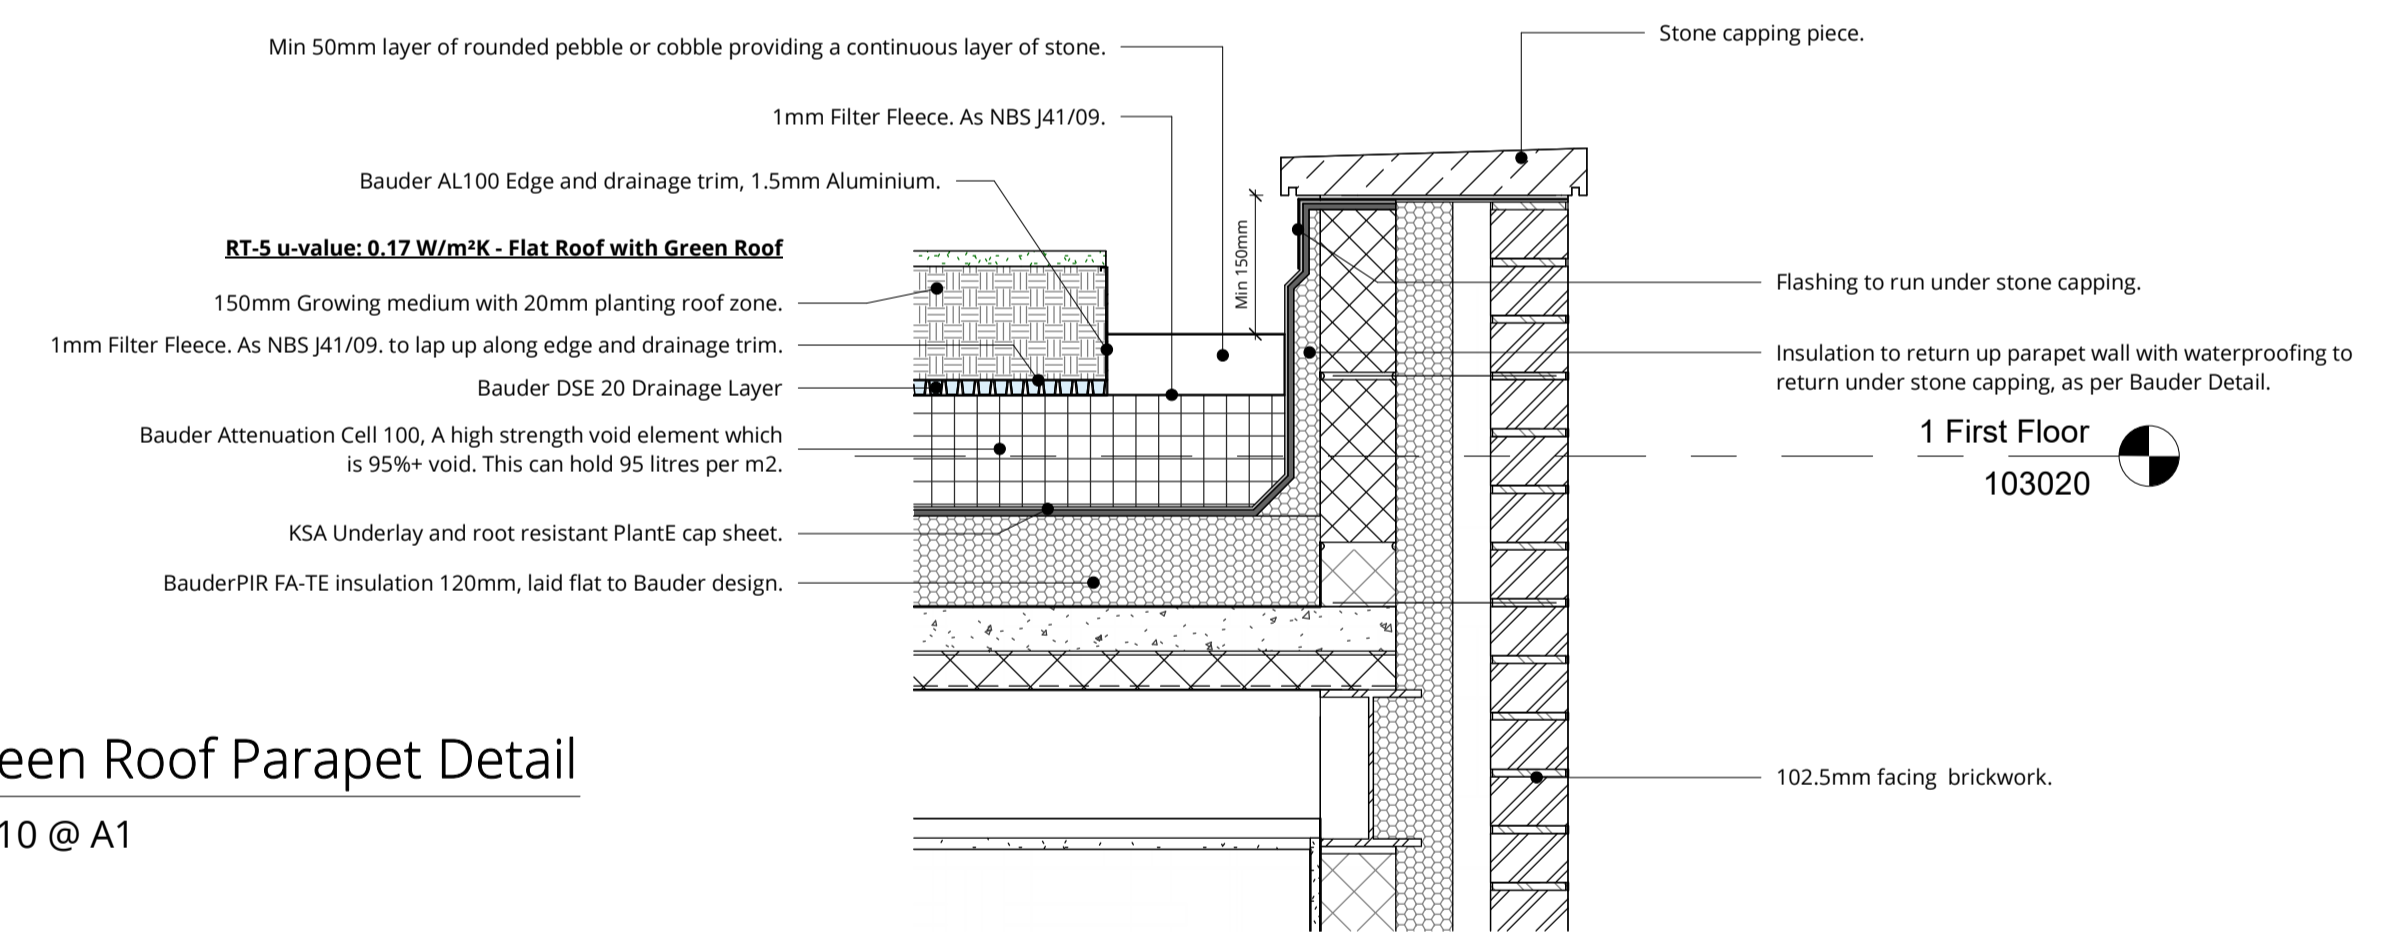 Min 50mm layer of rounded pebble or cobble providing a continuous layer of stone.
1mm Filter Fleece. As NBS J41/09.
Bauder AL100 Edge and drainage trim, 1.5mm Aluminium.
RT-5 u-value: 0.17 W/m²K - Flat Roof with Green Roof
150mm Growing medium with 20mm planting roof zone.
1mm Filter Fleece. As NBS J41/09. to lap up along edge and drainage trim.
Bauder DSE 20 Drainage Layer
Bauder Attenuation Cell 100, A high strength void element which
is 95%+ void. This can hold 95 litres per m2.
KSA Underlay and root resistant PlantE cap sheet.
BauderPIR FA-TE insulation 120mm, laid flat to Bauder design.
Min 150mm
Stone capping piece.
Flashing to run under stone capping.
Insulation to return up parapet wall with waterproofing to
return under stone capping, as per Bauder Detail.
1 First Floor
103020
102.5mm facing  brickwork.
een Roof Parapet Detail
10 @ A1